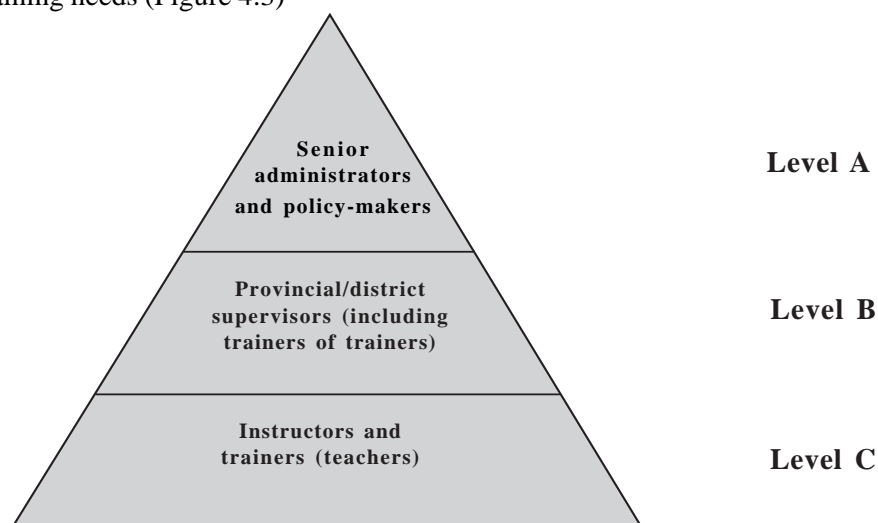 needs (Figure 4.3)
Senior
administrators
and policy-makers
Level A
Provincial/district
supervisors (including
trainers of trainers)
Level B
Instructors and
trainers (teachers)
Level C